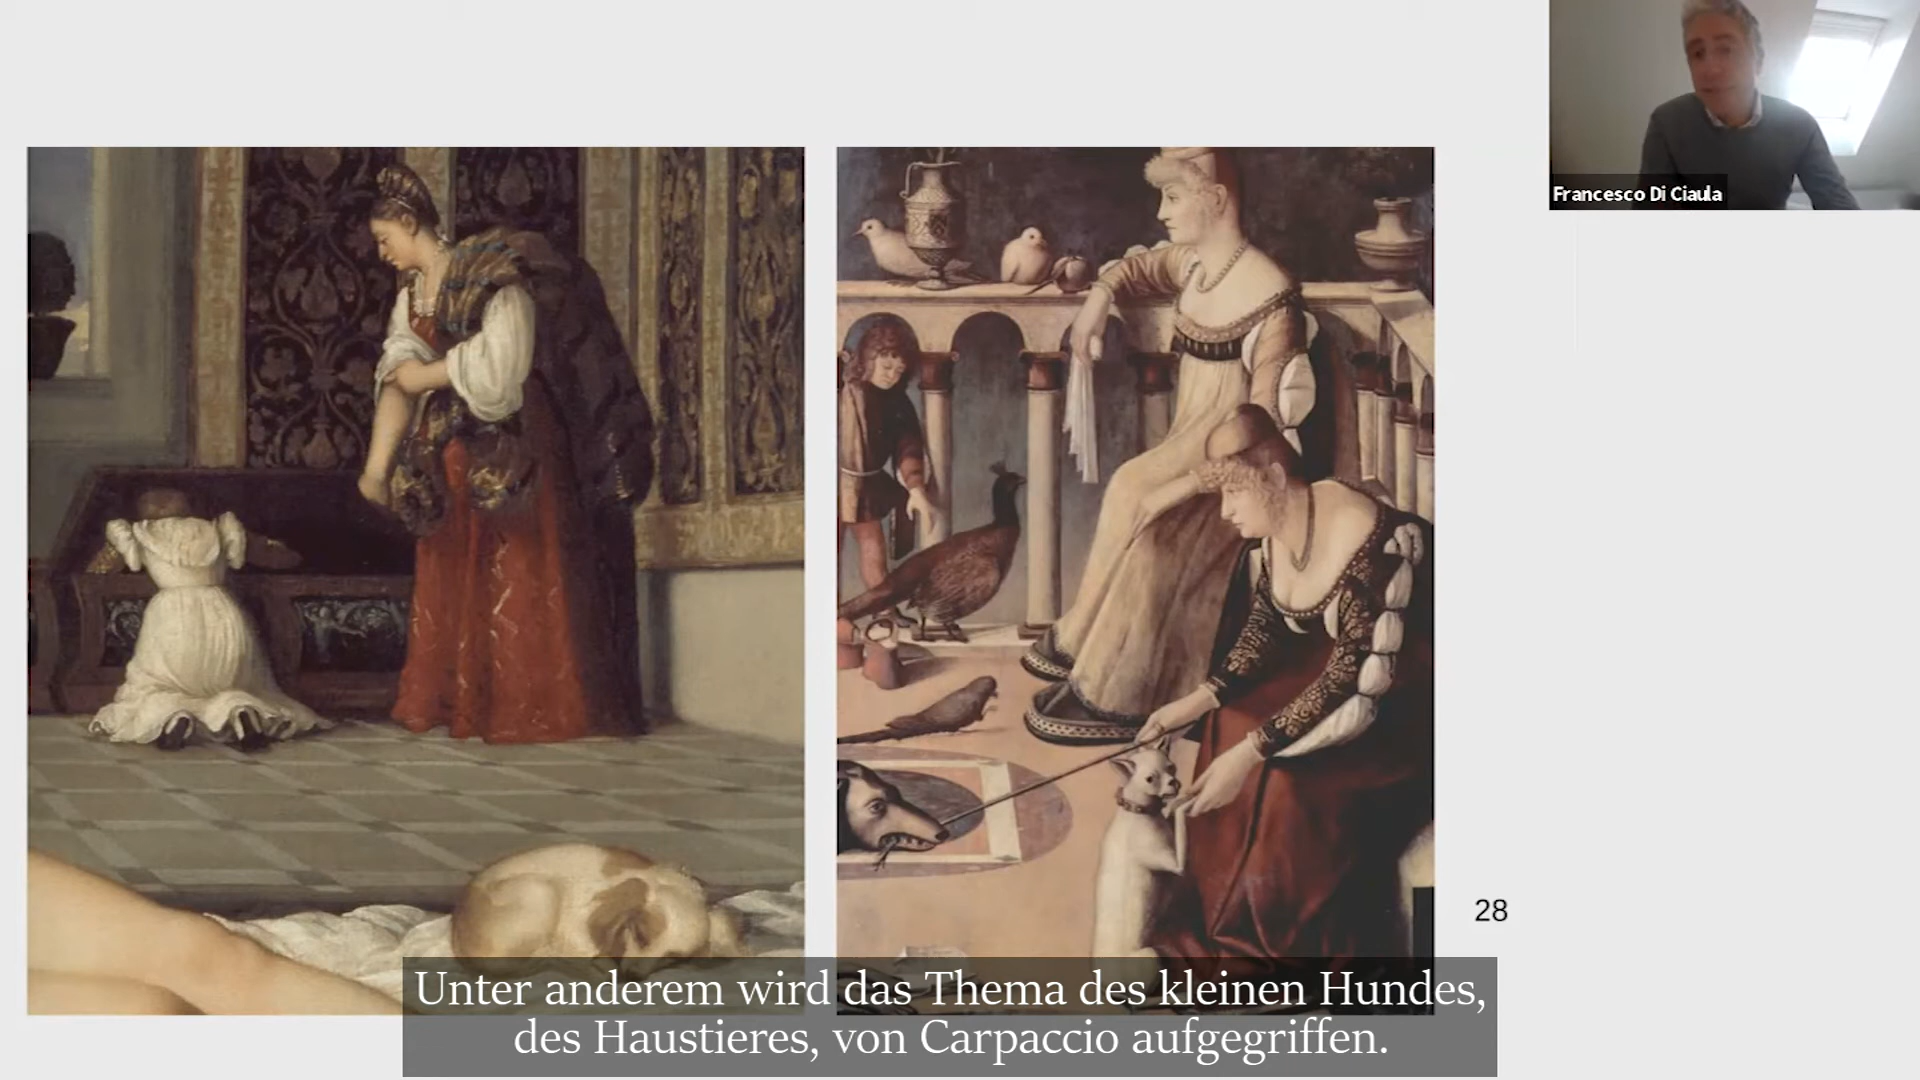 Francesco Di Ciaula
28
Unter anderem wird das Thema des kleinen Hundes,
des Haustieres, von Carpaccio aufgegriffen.